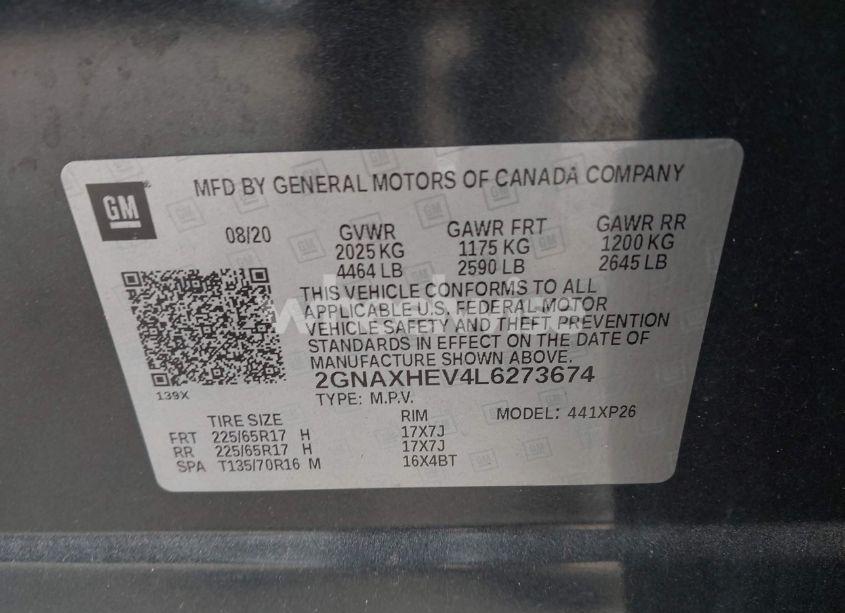 GM
MFD BY GENERAL MOTORS OF CANADA COMPANY
08/20 GVWR GAWR FRT GAWR RR
2025 KG 1175 KG 1200 KG
4464 LB 2590 LB 2645 LB
THIS VEHICLE CONFORMS TO ALL
APPLICABLE U.S. FEDERAL MOTOR
VEHICLE SAFETY AND THEFT PREVENTION
STANDARDS IN EFFECT ON THE DATE OF
MANUFACTURE SHOWN ABOVE.
2GNAXHEV4L6273674
139X
TYPE: M.P.V.
TIRE SIZE RIM MODEL: 441XP26
FRT 225/65R17 H 17X7J
RR 225/65R17 H 17X7J
SPA T135/70R16 M 16X4BT